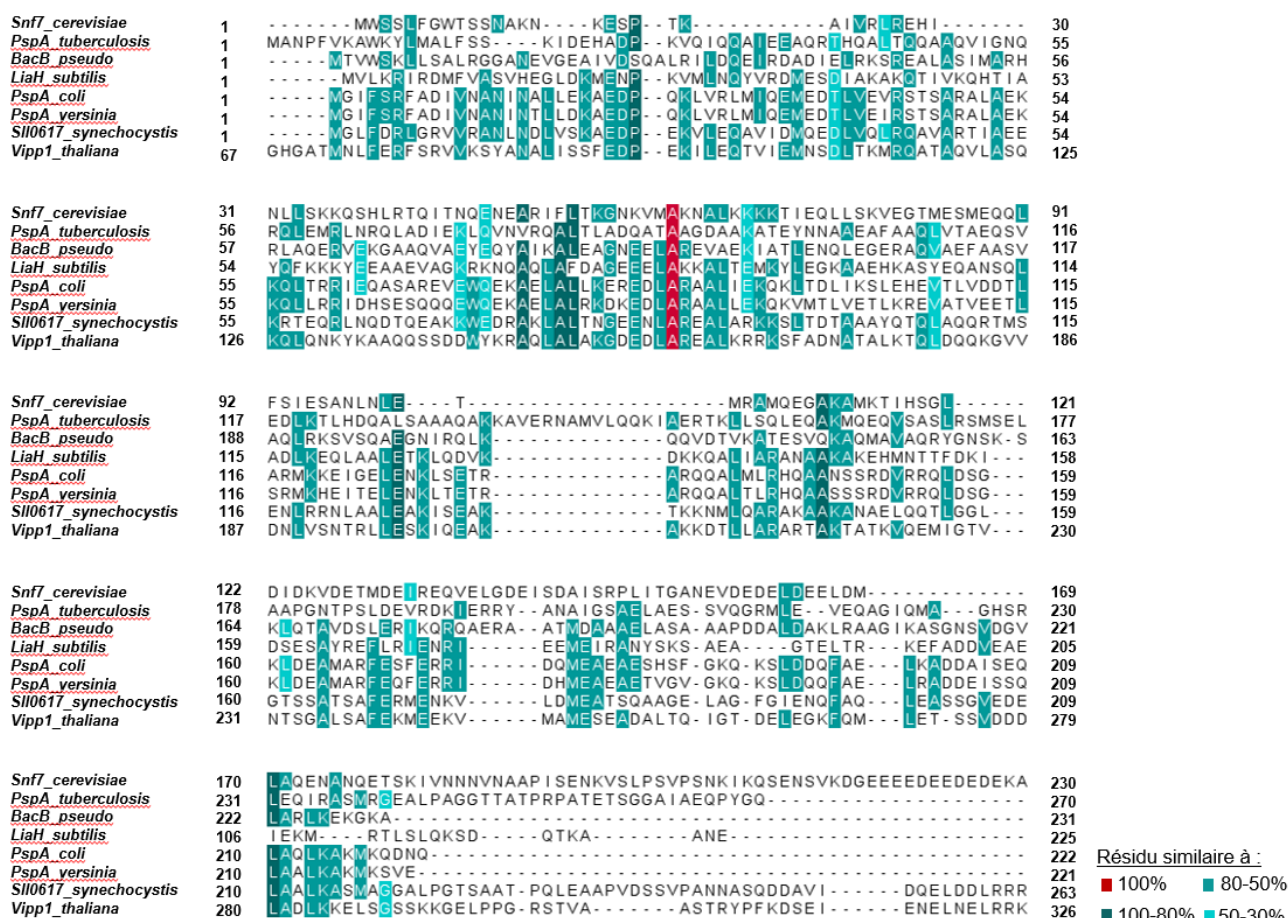 Snf7_cerevisiae 1 -------MWSSLFGWTSSNAKN-----KESP--TK-----------AIVRLREHI---- 30
PspA_tuberculosis 1 MANPFVKAWKYLMALFSS----KIDEHADP--KVQIQQAIEEAQRTHQALTQQAAQVIGNQ 55
BacB_pseudo 1 -----MTVWSKLLSALRGGANEVGEAIVDSQALRILDQEIRDADIELRKSREALASIMARH 56
LiaH_subtilis 1 ------MVLKRIRDMFVASVHEGLDKMENP--KVMLNQYVRDMESDIAKAKQTIVKQHTIA 53
PspA_coli 1 -----MGIFSRFADIVNANINALLEKAEDP--QKLVRLMIQEMEDTLVEVRSTSARALAEK 54
PspA_yersinia 1 -----MGIFSRFADIVNANINTLLDKAEDP--QKLVRLMIQEMEDTLVEIRSTSARALAEK 54
Sll0617_synechocystis 1 -----MGLFDRLGRVVRANLNDLVSKAEDP--EKVLEQAVIDMQEDLVQLRQAVARTIAEE 54
Vipp1_thaliana 67 GHGATMNLFERFSRVVKSYANALISSFEDP--EKILEQTVIEMNSDLTKMRQATAQVLASQ 125
Snf7_cerevisiae 31 NLLSKKQSHLRTQITNQENEARIFLTKGNKVMAKNALKKKKTIEQLLSKVEGTMESMEQQL 91
PspA_tuberculosis 56 RQLEMRLNRQLADIEKLQVNVRQALTLADQATAAGDAAKATEYNNAAEAFAAQLVTAEQSV 116
BacB_pseudo 57 RLAQERVEKGAAQVAEYEQYAIKALEAGNEELAREVAEKIATLENQLEGERAQVAEFAASV 117
LiaH_subtilis 54 YQFKKKYEEAAEVAGKRKNQAQLAFDAGEEELAKKALTEMKYLEGKAAEHKASYEQANSQL 114
PspA_coli 55 KQLTRRIEQASAREVEWQEKAELALLKEREDLARAALIEKQKLTDLIKSLEHEVTLVDDTL 115
PspA_yersinia 55 KQLLRRIDHSESQQQEWQEKAELALRKDKEDLARAALLEKQKVMTLVETLKREVATVEETL 115
Sll0617_synechocystis 55 KRTEQRLNQDTQEAKKWEDRAKLALTNGEENLAREALARKKSLTDTAAAYQTQLAQQRTMS 115
Vipp1_thaliana 126 KQLQNKYKAAQQSSDDWYKRAQLALAKGDEDLAREALKRRKSFADNATALKTQLDQQKGVV 186
Snf7_cerevisiae 92 FSIESANLNLE----T---------------------MRAMQEGAKAMKTIHSGL------ 121
PspA_tuberculosis 117 EDLKTLHDQALSAAAQAKKAVERNAMVLQQKIAERTKLLSQLEQAKMQEQVSASLRSMSEL 177
BacB_pseudo 188 AQLRKSVSQAEGNIRQLK---------------QQVDTVKATESVQKAQMAVAQRYGNSK-S 163
LiaH_subtilis 115 ADLKEQLAALETKLQDVK---------------DKKQALIARANAAKAKEHMNTTFDKI--- 158
PspA_coli 116 ARMKKEIGELENKLSETR---------------ARQQALMLRHQAANSSRDVRRQLDSG--- 159
PspA_yersinia 116 SRMKHEITELENKLTETR---------------ARQQALTLRHQAASSSRDVRRQLDSG--- 159
Sll0617_synechocystis 116 ENLRRNLAALEAKISEAK---------------TKKNMLQARAKAAKANAELQQTLGGL--- 159
Vipp1_thaliana 187 DNLVSNTRLLESKIQEAK---------------AKKDTLLARARTAKTATKVQEMIGTV--- 230
Snf7_cerevisiae 122 DIDKVDETMDEIREQVELGDEISDAISRPLITGANEVDEDELDEELDM------------- 169
PspA_tuberculosis 178 AAPGNTPSLDEVRDKIERRY--ANAIGSAELAES-SVQGRMLE--VEQAGIQMA---GHSR 230
BacB_pseudo 164 KLQTAVDSLERIKQRQAERA--ATMDAAAELASA-AAPDDALDAKLRAAGIKASGNSVDGV 221
LiaH_subtilis 159 DSESAYREFLRIENRI-----EEMEIRANYSKS-AEA----GTELTR---KEFADDVEAE 205
PspA_coli 160 KLDEAMARFESFERRI-----DQMEAEAESHSF-GKQ-KSLDDQFAE---LKADDAISEQ 209
PspA_yersinia 160 KLDEAMARFEQFERRI-----DHMEAEAETVGV-GKQ-KSLDQQFAE---LRADDEISSQ 209
Sll0617_synechocystis 160 GTSSATSAFERMENKV-----LDMEATSQAAGE-LAG-FGIENQFAQ---LEASSGVEDE 209
Vipp1_thaliana 231 NTSGALSAFEKMEEKV-----MAMESEADALTQ-IGT-DELEGKFQM---LET-SSVDDD 279
Snf7_cerevisiae 170 LAQENANQETSKIVNNNVNAAPISENKVSLPSVPSNKIKQSENSVKDGEEEEDEEDEDEKA 230
PspA_tuberculosis 231 LEQIRASMRGEALPAGGTTATPRPATETSGGAIAEQPYGQ--------------------- 270
BacB_pseudo 222 LARLKEKGKA--------------------------------------------------- 231
LiaH_subtilis 106 IEKM----RTLSLQKSD-----QTKA--------ANE------------------------ 225
PspA_coli 210 LAQLKAKMKQDNQ------------------------------------------------ 222
PspA_yersinia 210 LAALKAKMKSVE------------------------------------------------- 221
Sll0617_synechocystis 210 LAALKASMAGGALPGTSAAT-PQLEAAPVDSSVPANNASQDDAVI----DQELDDLRRR 263
Vipp1_thaliana 280 LADLKKELSGSSKKGELPPG-RSTVA------ASTRYPFKDSEI-----ENELNELRRK 326
Résidu similaire à :
100% 80-50%
100-80% 50-30%